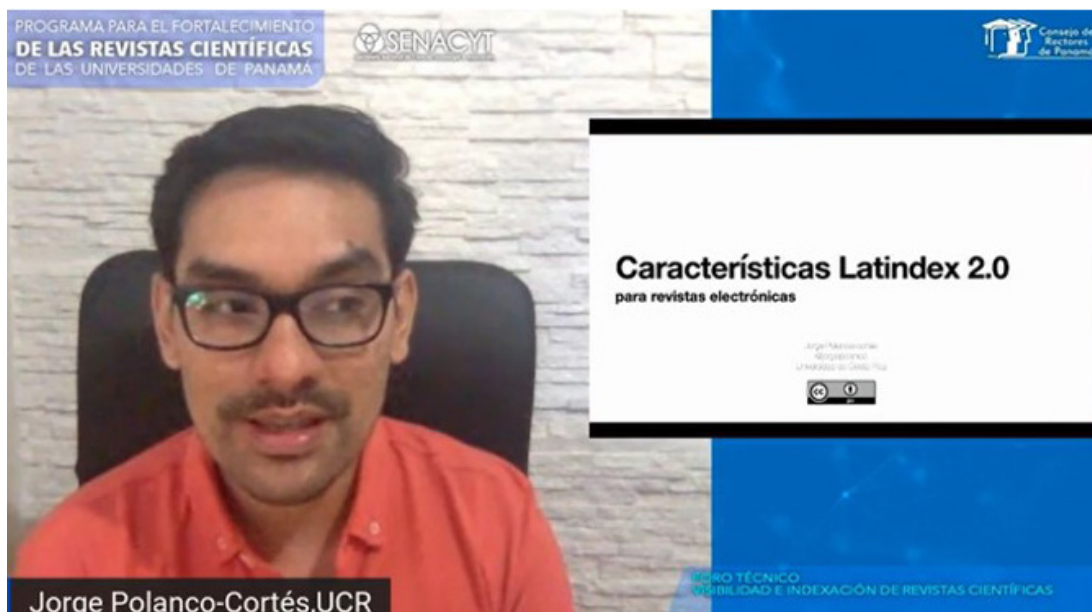 PROGRAMA PARA EL FORTALECIMIENTO
DE LAS REVISTAS CIENTÍFICAS
DE LAS UNIVERSIDADES DE PANAMÁ
SENACYT
Consejo de
Rectores
de Panamá
Características Latindex 2.0
para revistas electrónicas
cc
Jorge Polanco-Cortés,UCR
FORO TÉCNICO
VISIBILIDAD E INDEXACIÓN DE REVISTAS CIENTÍFICAS